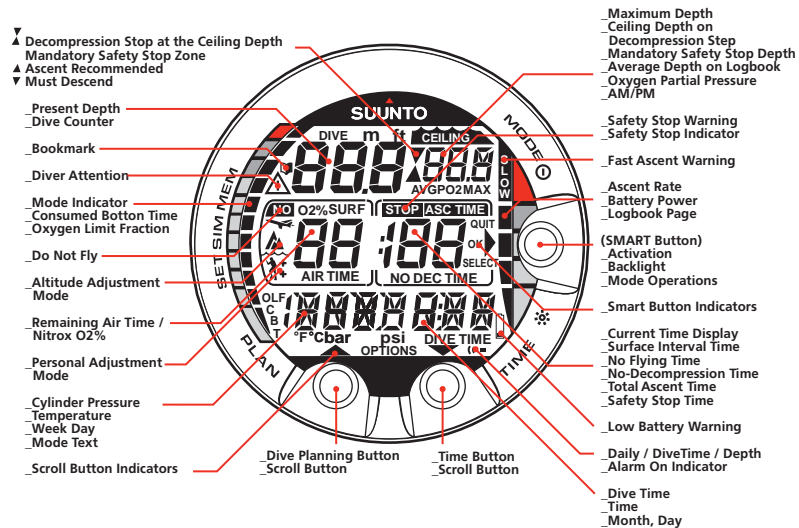 Decompression Stop at the Ceiling Depth
Mandatory Safety Stop Zone
Ascent Recommended
Must Descend
_Present Depth
_Dive Counter
_Bookmark
_Diver Attention
_Mode Indicator
_Consumed Botton Time
_Oxygen Limit Fraction
_Do Not Fly
_Altitude Adjustment
Mode
_Remaining Air Time /
Nitrox O2%
_Personal Adjustment
Mode
_Cylinder Pressure
_Temperature
_Week Day
_Mode Text
_Scroll Button Indicators
SUUNTO
DIVE m ft CEILING
AVGPO2MAX
SLOW
NO O2% SURF STOP ASC TIME
QUIT
OK
SELECT
AIR TIME NO DEC TIME
OLF
C
B
T
°F°Cbar psi DIVE TIME
OPTIONS
SET SIM MEM
MODE
PLAN
TIME
_Dive Planning Button
_Scroll Button
_Time Button
_Scroll Button
_Maximum Depth
_Ceiling Depth on
Decompression Step
_Mandatory Safety Stop Depth
_Average Depth on Logbook
_Oxygen Partial Pressure
_AM/PM
_Safety Stop Warning
_Safety Stop Indicator
_Fast Ascent Warning
_Ascent Rate
_Battery Power
_Logbook Page
(SMART Button)
_Activation
_Backlight
_Mode Operations
_Smart Button Indicators
_Current Time Display
_Surface Interval Time
_No Flying Time
_No-Decompression Time
_Total Ascent Time
_Safety Stop Time
_Low Battery Warning
_Daily / DiveTime / Depth
_Alarm On Indicator
_Dive Time
_Time
_Month, Day